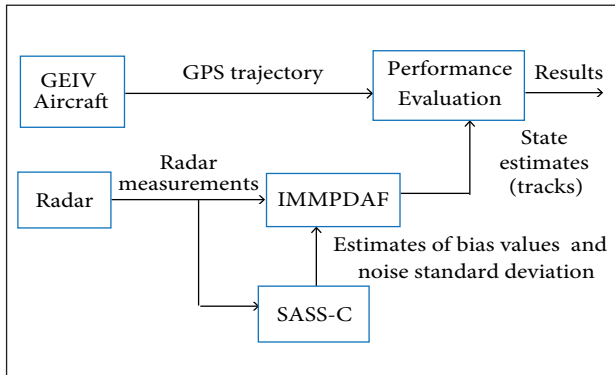 GEIV
Aircraft
GPS trajectory
Performance
Evaluation
Results
State
estimates
(tracks)
Radar
Radar
measurements
IMMPDAF
Estimates of bias values and
noise standard deviation
SASS-C